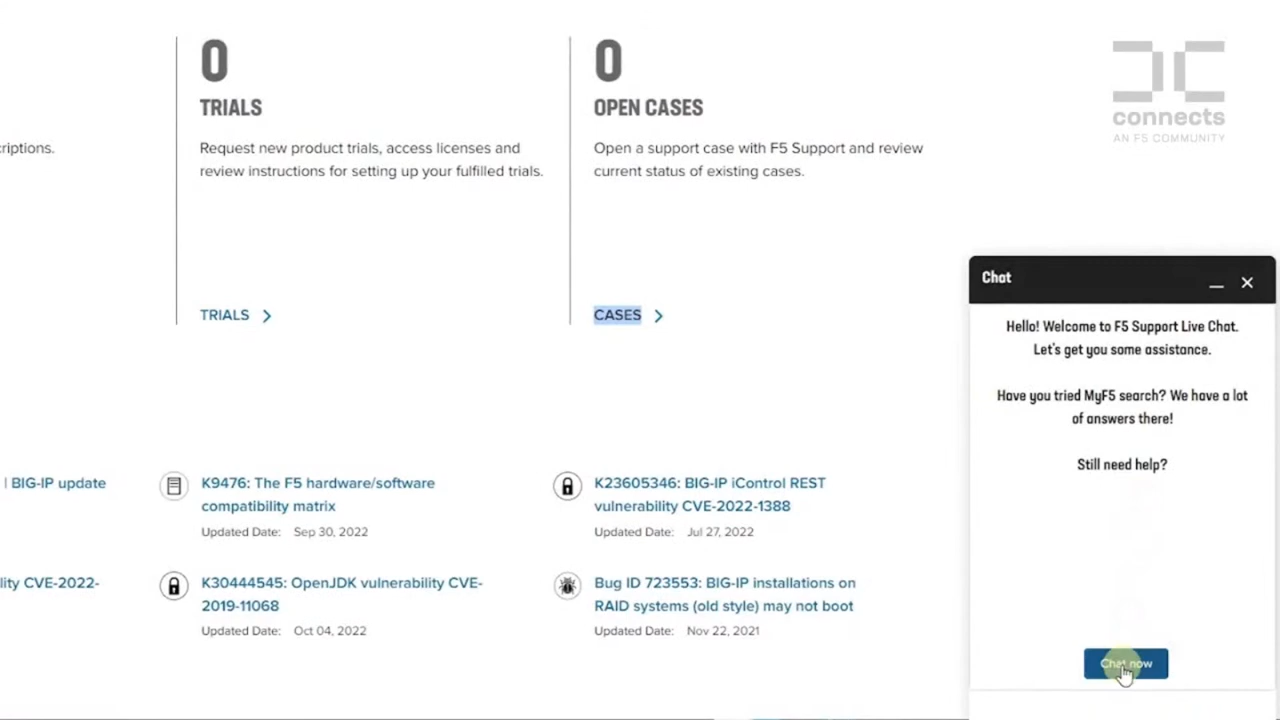 0
TRIALS
Request new product trials, access licenses and
review instructions for setting up your fulfilled trials.
TRIALS
0
OPEN CASES
Open a support case with F5 Support and review
current status of existing cases.
CASES
connects
AN F5 COMMUNITY
criptions.
| BIG-IP update
K9476: The F5 hardware/software
compatibility matrix
Updated Date: Sep 30, 2022
K23605346: BIG-IP iControl REST
vulnerability CVE-2022-1388
Updated Date: Jul 27, 2022
lity CVE-2022-
K30444545: OpenJDK vulnerability CVE-
2019-11068
Updated Date: Oct 04, 2022
Bug ID 723553: BIG-IP installations on
RAID systems (old style) may not boot
Updated Date: Nov 22, 2021
Chat
Hello! Welcome to F5 Support Live Chat.
Let's get you some assistance.
Have you tried MyF5 search? We have a lot
of answers there!
Still need help?
Chat now